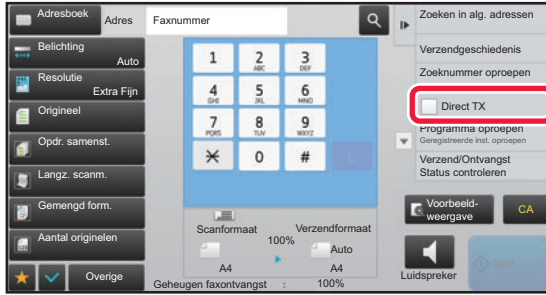 Adresboek
Adres
Faxnummer
Zoeken in alg. adressen
Belichting
Auto
Resolutie
Extra Fijn
Origineel
Opdr. samenst.
Langz. scanm.
Gemengd form.
Aantal originelen
Overige
1
2 ABC
3 DEF
4 GHI
5 JKL
6 MNO
7 PQRS
8 TUV
9 WXYZ
0
#
C
Scanformaat
100%
Verzendformaat
Auto
A4
A4
Geheugen faxontvangst : 100%
Verzendgeschiedenis
Zoeknummer oproepen
Direct TX
Programma oproepen
Geregistreerde inst. oproepen
Verzend/Ontvangst
Status controleren
Voorbeeld-
weergave
CA
Luidspreker
Start